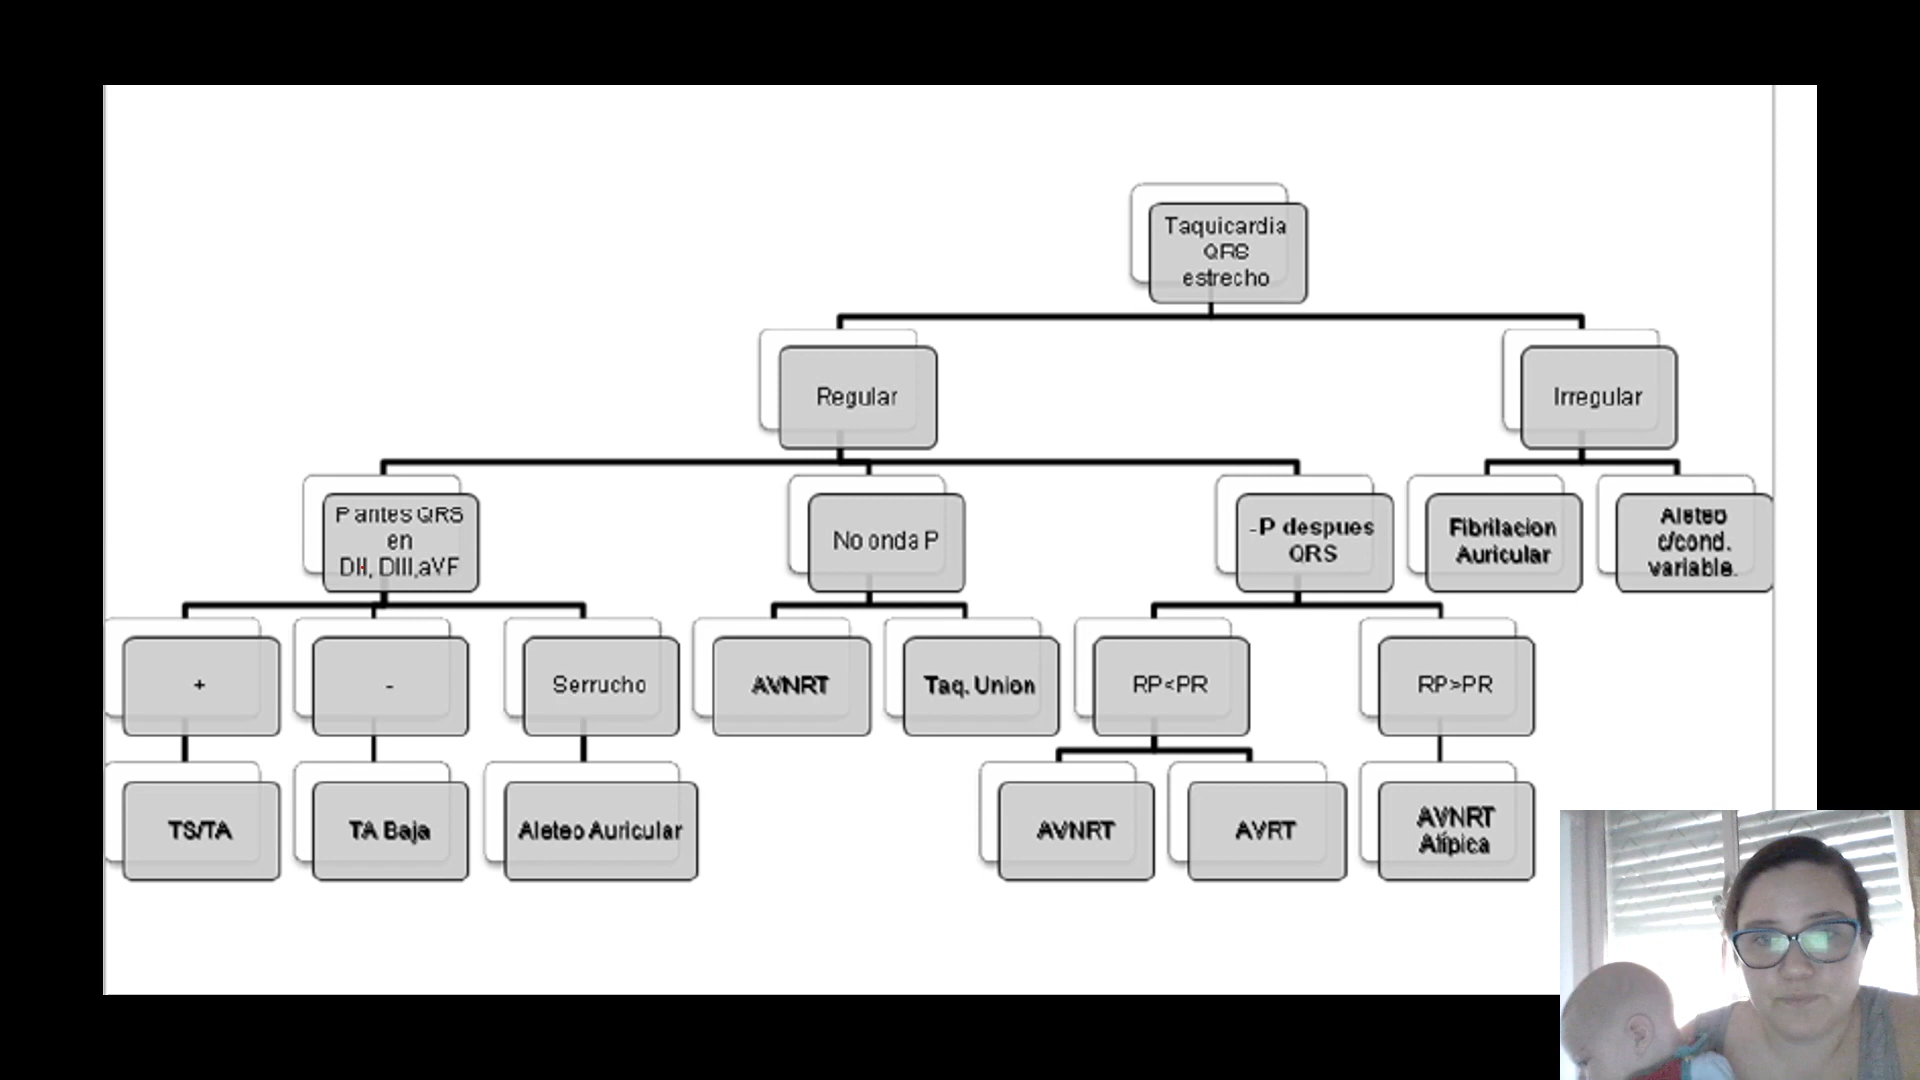 Taquicardia
QRS
estrecho
Regular
Irregular
P antes QRS
en
DII, DIII,aVF
No onda P
-P despues
QRS
Fibrilacion
Auricular
Aleteo
c/cond.
variable.
+
-
Serrucho
AVNRT
Taq. Union
RP<PR
RP>PR
TS/TA
TA Baja
Aleteo Auricular
AVNRT
AVRT
AVNRT
Atípica